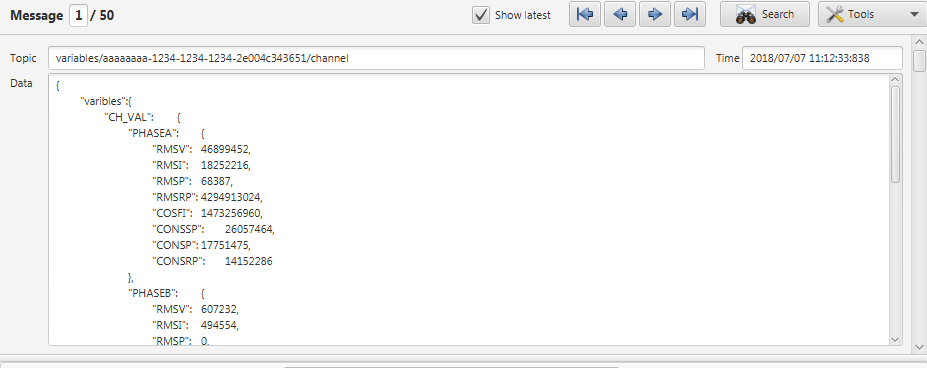 Message 1 / 50 Show latest Search Tools
Topic variables/aaaaaaaa-1234-1234-1234-2e004c343651/channel Time 2018/07/07 11:12:33:838
Data {
"varibles":{
"CH_VAL": {
"PHASEA": {
"RMSV": 46899452,
"RMSI": 18252216,
"RMSP": 68387,
"RMSRP": 4294913024,
"COSFI": 1473256960,
"CONSSP": 26057464,
"CONSP": 17751475,
"CONSRP": 14152286
},
"PHASEB": {
"RMSV": 607232,
"RMSI": 494554,
"RMSP": 0,